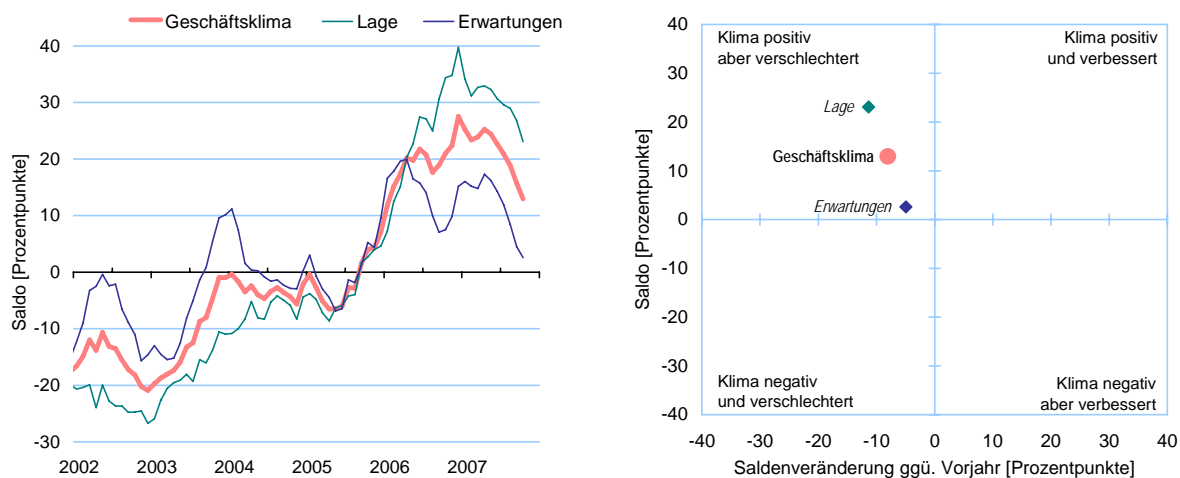 Geschäftsklima Lage Erwartungen
Saldo [Prozentpunkte]
40
30
20
10
0
-10
-20
-30
2002 2003 2004 2005 2006 2007
Saldo [Prozentpunkte]
40
30
20
10
0
-10
-20
-30
-40
Klima positiv
aber verschlechtert
Klima positiv
und verbessert
Lage
Geschäftsklima
Erwartungen
Klima negativ
und verschlechtert
Klima negativ
aber verbessert
-40 -30 -20 -10 0 10 20 30 40
Saldenveränderung ggü. Vorjahr [Prozentpunkte]